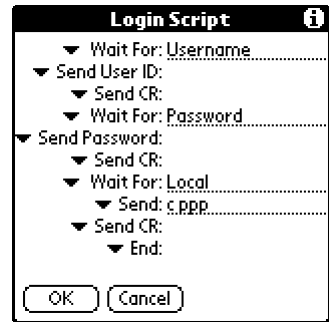 Login Script i
Wait For: Username
Send User ID:
Send CR:
Wait For: Password
Send Password:
Send CR:
Wait For: Local
Send: c ppp
Send CR:
End:
OK Cancel